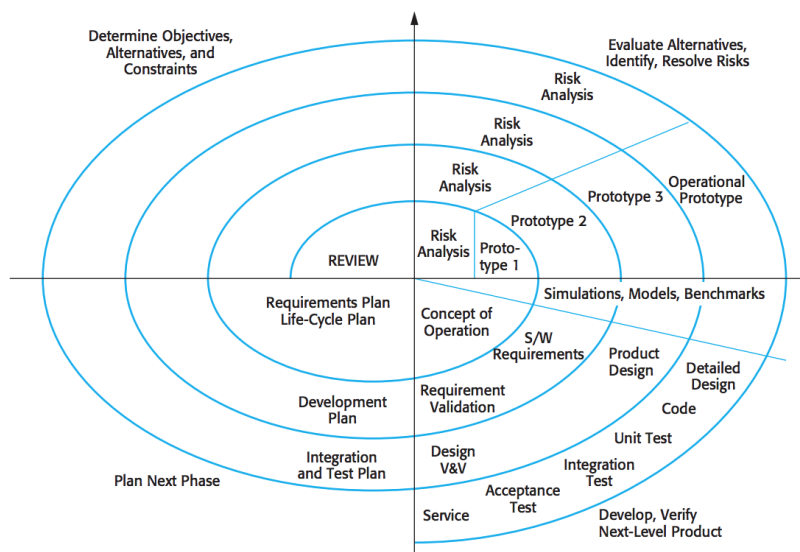 Determine Objectives,
Alternatives, and
Constraints
Evaluate Alternatives,
Identify, Resolve Risks
Risk
Analysis
Risk
Analysis
Risk
Analysis
Risk
Analysis
Proto-
type 1
Prototype 2
Prototype 3
Operational
Prototype
REVIEW
Requirements Plan
Life-Cycle Plan
Concept of
Operation
Simulations, Models, Benchmarks
S/W
Requirements
Product
Design
Detailed
Design
Development
Plan
Requirement
Validation
Code
Unit Test
Integration
and Test Plan
Design
V&V
Integration
Test
Acceptance
Test
Service
Plan Next Phase
Develop, Verify
Next-Level Product